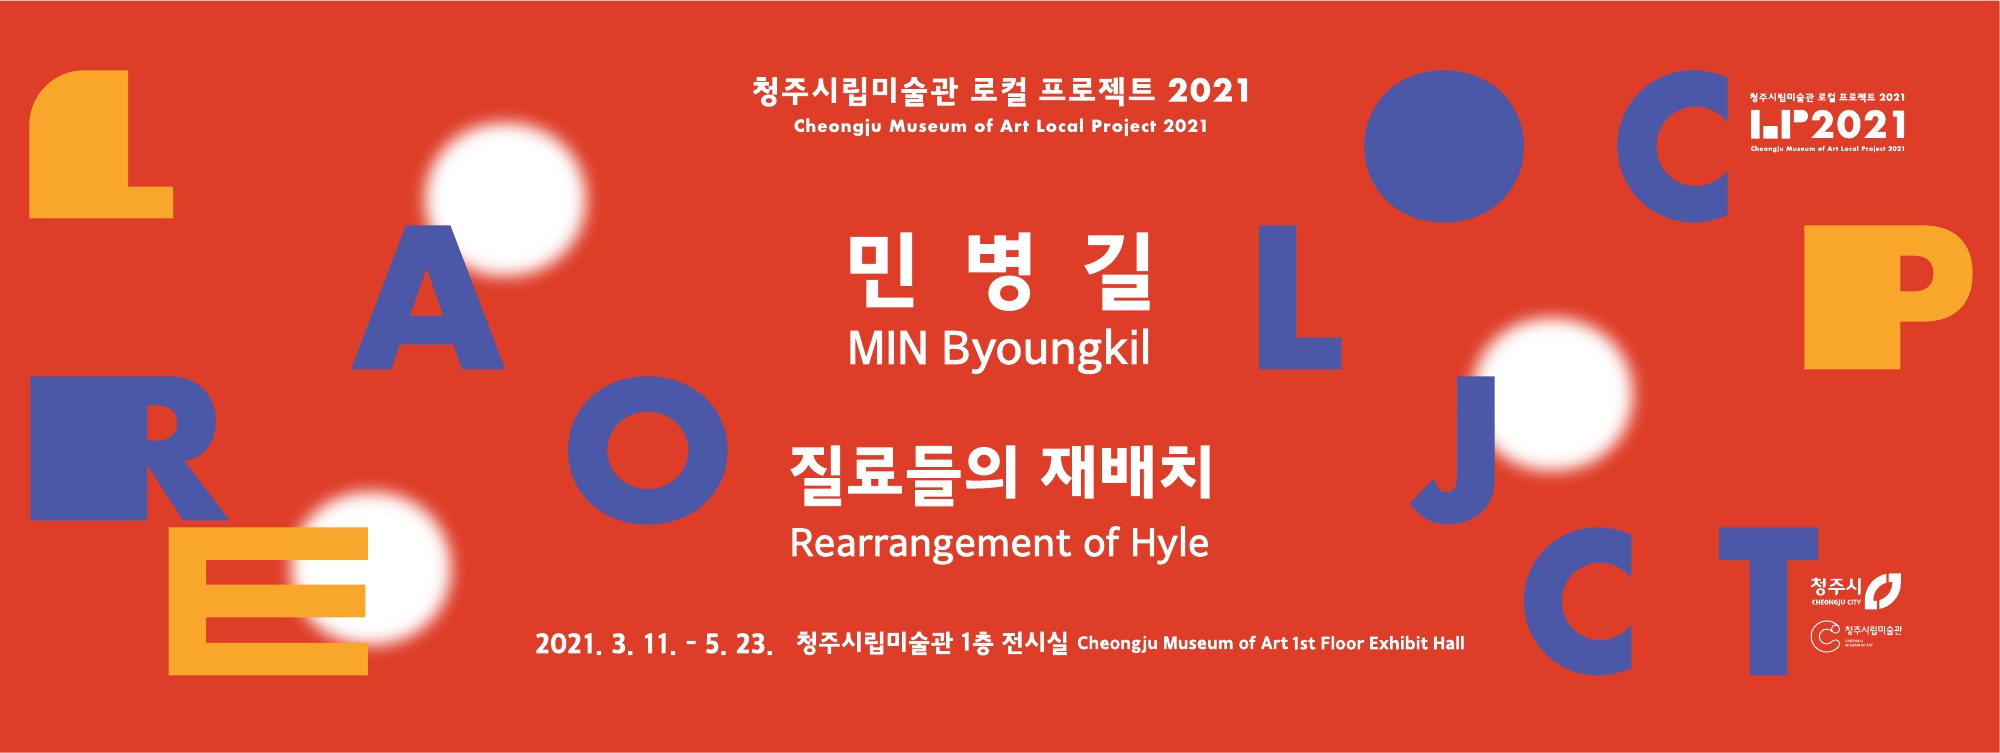 청주시립미술관 로컬 프로젝트 2021
Cheongju Museum of Art Local Project 2021
민 병 길
MIN Byoungkil
질료들의 재배치
Rearrangement of Hyle
2021. 3. 11. - 5. 23. 청주시립미술관 1층 전시실 Cheongju Museum of Art 1st Floor Exhibit Hall
L O C
A L P
R O J
E C T
청주시립미술관 로컬 프로젝트 2021
LP2021
Cheongju Museum of Art Local Project 2021
청주시
CHEONGJU CITY
청주시립미술관
CHEONGJU
MUSEUM OF ART